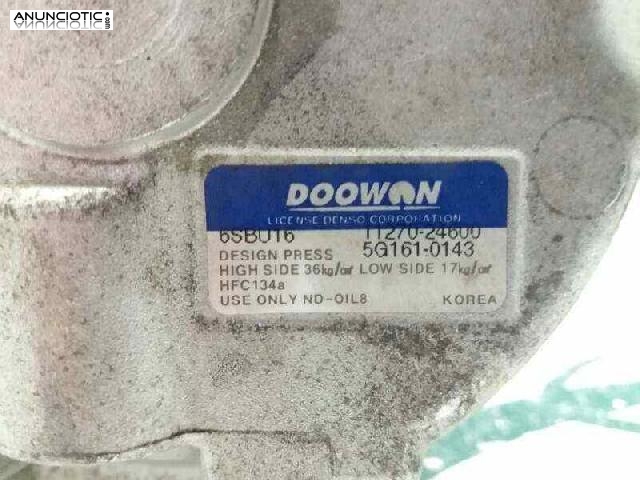 ANUNCIOTIC.com
DOOWON
LICENSE DENSO CORPORATION
6SBU16 11270-24600
DESIGN PRESS 5G161-0143
HIGH SIDE 36kg/cm² LOW SIDE 17kg/cm²
HFC134a
USE ONLY ND-OIL8 KOREA